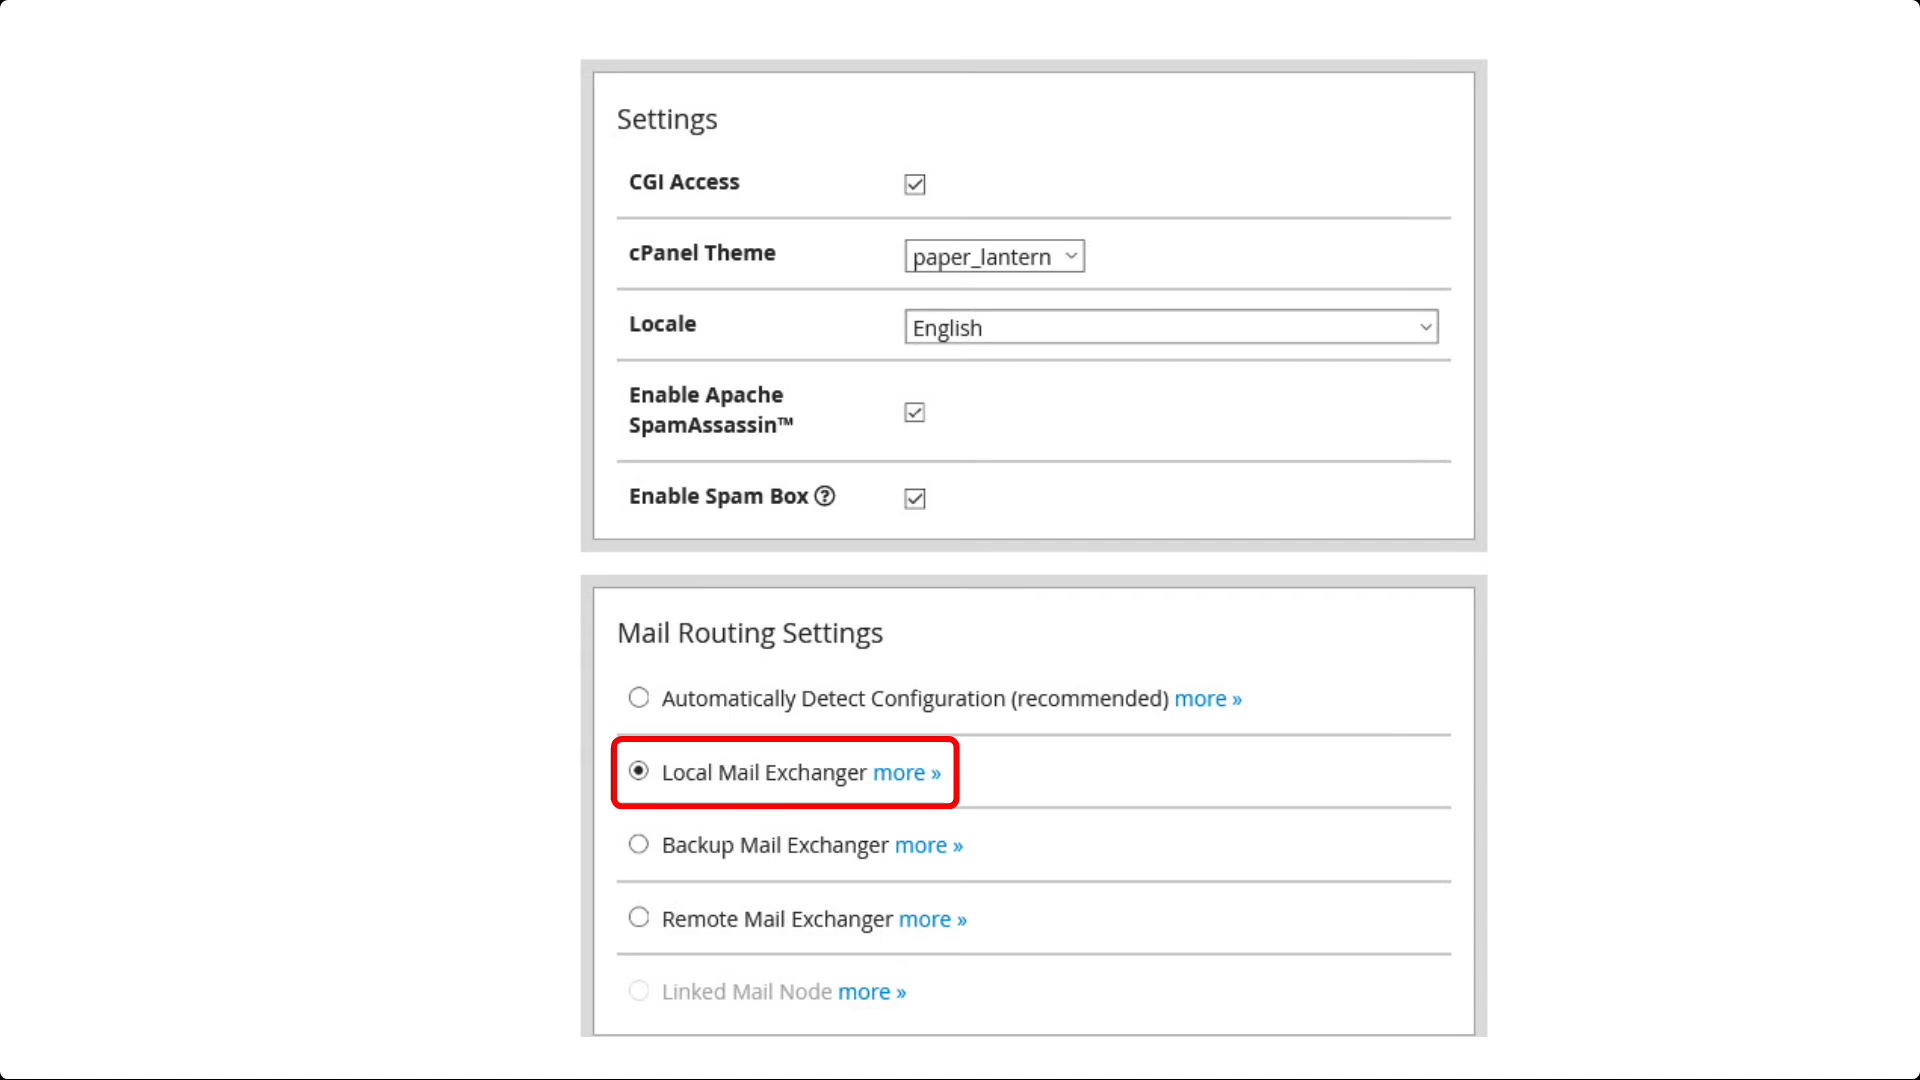 Settings
CGI Access
cPanel Theme paper_lantern
Locale English
Enable Apache
SpamAssassin™
Enable Spam Box ?
Mail Routing Settings
Automatically Detect Configuration (recommended) more »
Local Mail Exchanger more »
Backup Mail Exchanger more »
Remote Mail Exchanger more »
Linked Mail Node more »